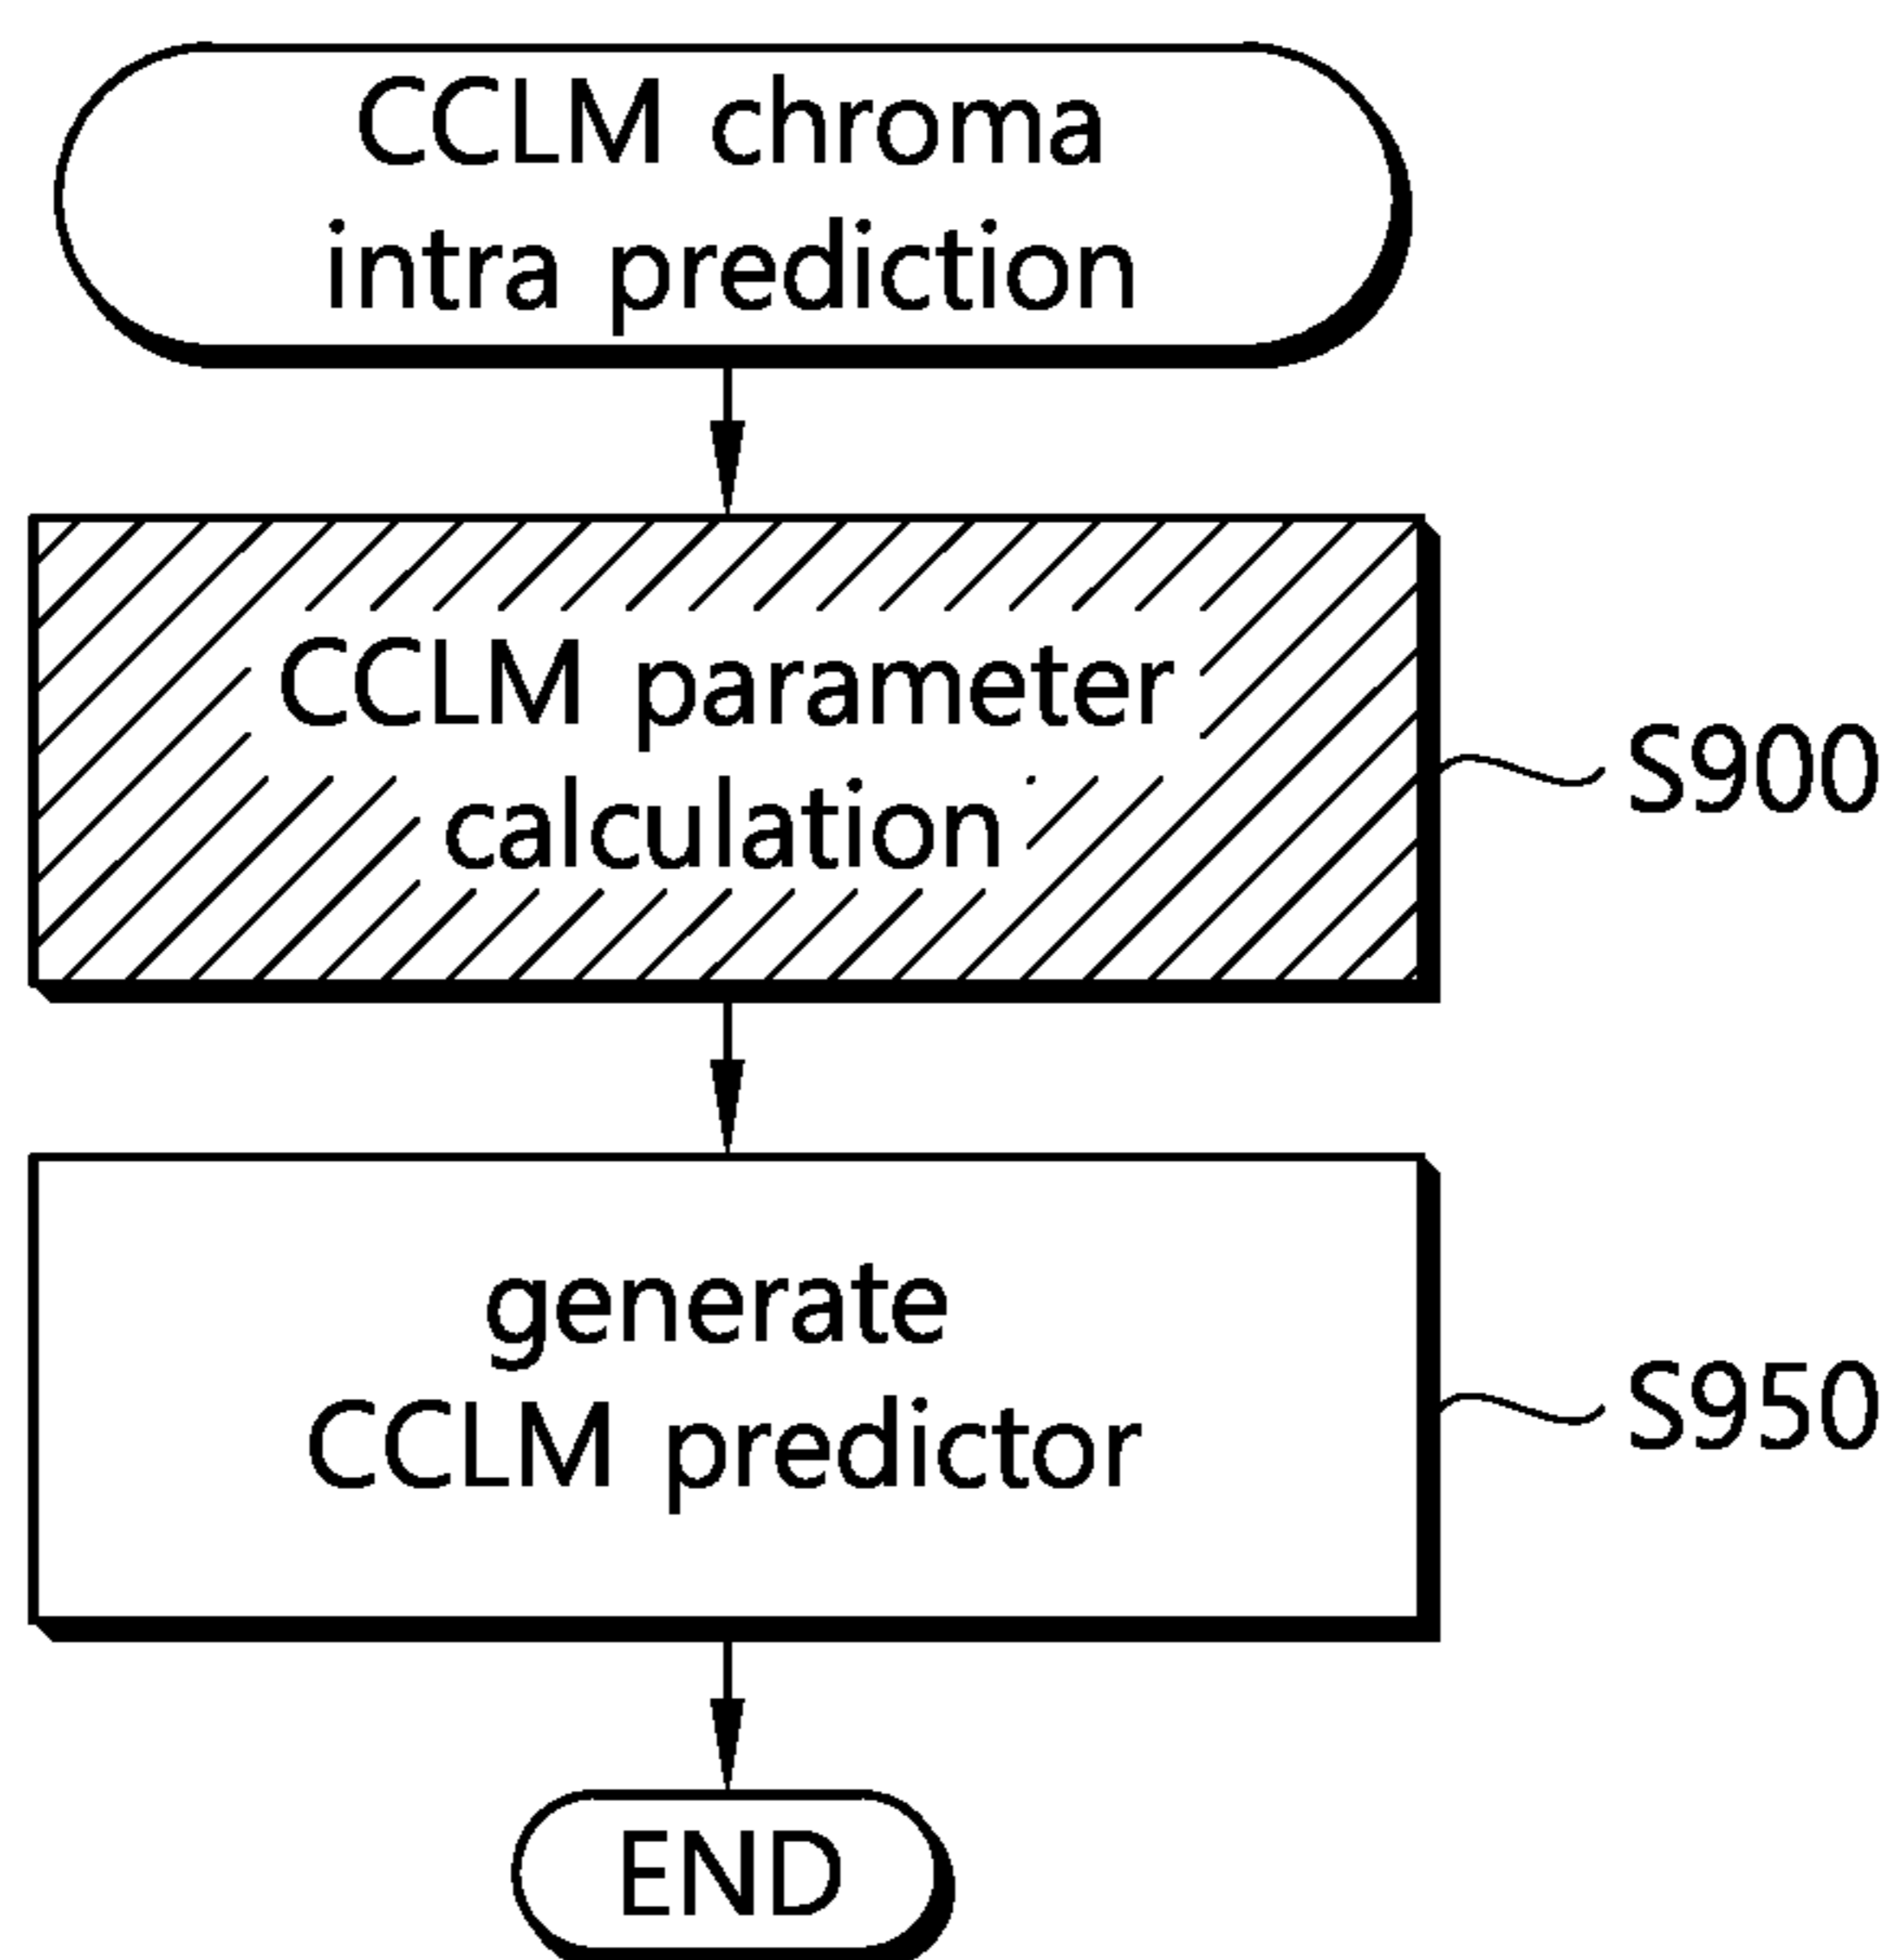 CCLM chroma
intra prediction
CCLM parameter
calculation
S900
generate
CCLM predictor
S950
END